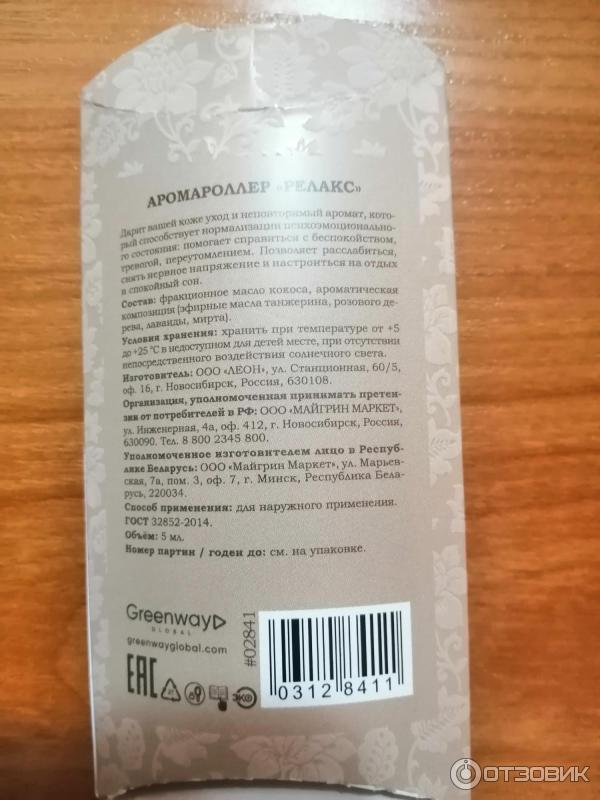 АРОМАРОЛЛЕР «РЕЛАКС»
Дарит вашей коже уход и неповторимый аромат, кото-
рый способствует нормализации психоэмоционально-
го состояния: помогает справиться с беспокойством,
тревогой, переутомлением. Позволяет расслабиться,
снять нервное напряжение и настроиться на отдых
и спокойный сон.
Состав: фракционное масло кокоса, ароматическая
композиция (эфирные масла танжерина, розового де-
рева, лаванды, мирта).
Условия хранения: хранить при температуре от +5
до +25 °C в недоступном для детей месте, при отсутствии
непосредственного воздействия солнечного света.
Изготовитель: ООО «ЛЕОН», ул. Станционная, 60/5,
оф. 16, г. Новосибирск, Россия, 630108.
Организация, уполномоченная принимать претен-
зии от потребителей в РФ: ООО «МАЙГРИН МАРКЕТ»,
ул. Инженерная, 4а, оф. 412, г. Новосибирск, Россия,
630090. Тел. 8 800 2345 800.
Уполномоченное изготовителем лицо в Респуб-
лике Беларусь: ООО «Майгрин Маркет», ул. Марьев-
ская, 7а, пом. 3, оф. 7, г. Минск, Республика Бела-
русь, 220034.
Способ применения: для наружного применения.
ГОСТ 32852-2014.
Объём: 5 мл.
Номер партии / годен до: см. на упаковке.
Greenway
GLOBAL
greenwayglobal.com
#02841
0312 8411
EAC
ЭКО
ОТЗОВИК